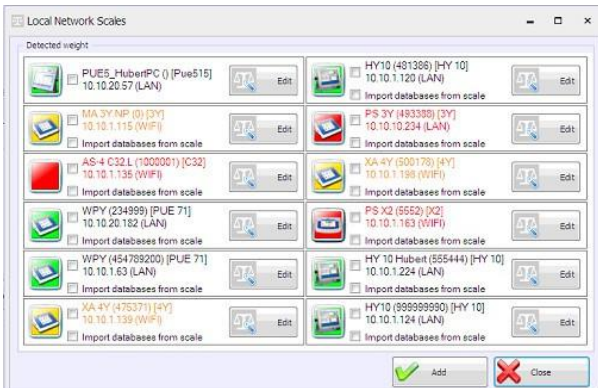 Local Network Scales
Detected weight
PUE5_HubertPC () [Pue515]
10.10.20.57 (LAN)
Edit
MA 3Y NP (0) [3Y]
10.10.1.115 (WIFI)
Import databases from scale
Edit
AS-4 C32.L (1000001) [C32]
10.10.1.135 (WIFI)
Import databases from scale
Edit
WPY (234999) [PUE 71]
10.10.20.182 (LAN)
Import databases from scale
Edit
WPY (454789200) [PUE 71]
10.10.1.63 (LAN)
Import databases from scale
Edit
XA 4Y (475371) [4Y]
10.10.1.139 (WIFI)
Import databases from scale
Edit
HY10 (481386) [HY 10]
10.10.1.120 (LAN)
Import databases from scale
Edit
PS 3Y (493388) [3Y]
10.10.10.234 (LAN)
Import databases from scale
Edit
XA 4Y (500178) [4Y]
10.10.1.198 (WIFI)
Import databases from scale
Edit
PS X2 (5552) [X2]
10.10.1.163 (WIFI)
Import databases from scale
Edit
HY 10 Hubert (555444) [HY 10]
10.10.1.224 (LAN)
Import databases from scale
Edit
HY10 (999999990) [HY 10]
10.10.1.124 (LAN)
Import databases from scale
Edit
Add
Close